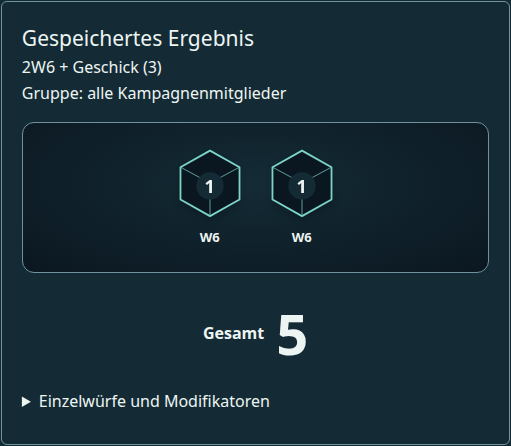 Gespeichertes Ergebnis
2W6 + Geschick (3)
Gruppe: alle Kampagnenmitglieder
1 1
W6 W6
Gesamt 5
▶ Einzelwürfe und Modifikatoren